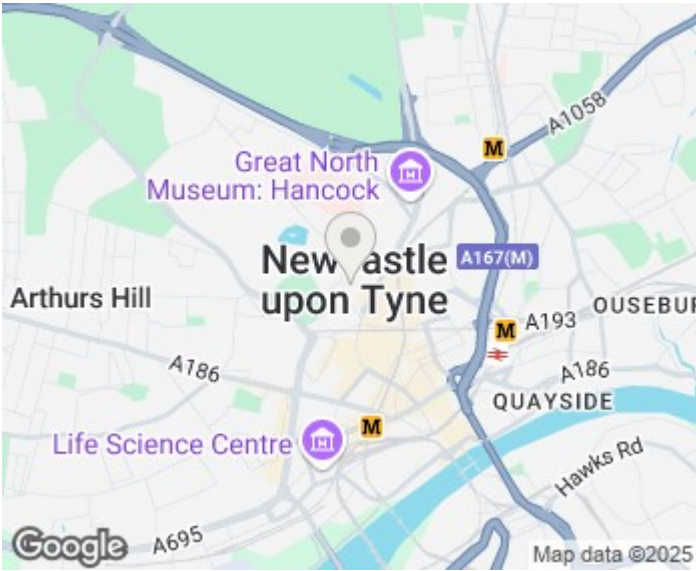 A1058
M
Great North
Museum: Hancock
Newcastle
upon Tyne
A167(M)
Arthurs Hill
OUSEBUR
M
A193
A186
A186
QUAYSIDE
M
Life Science Centre
Hawks Rd
A695
Google
Map data ©2025